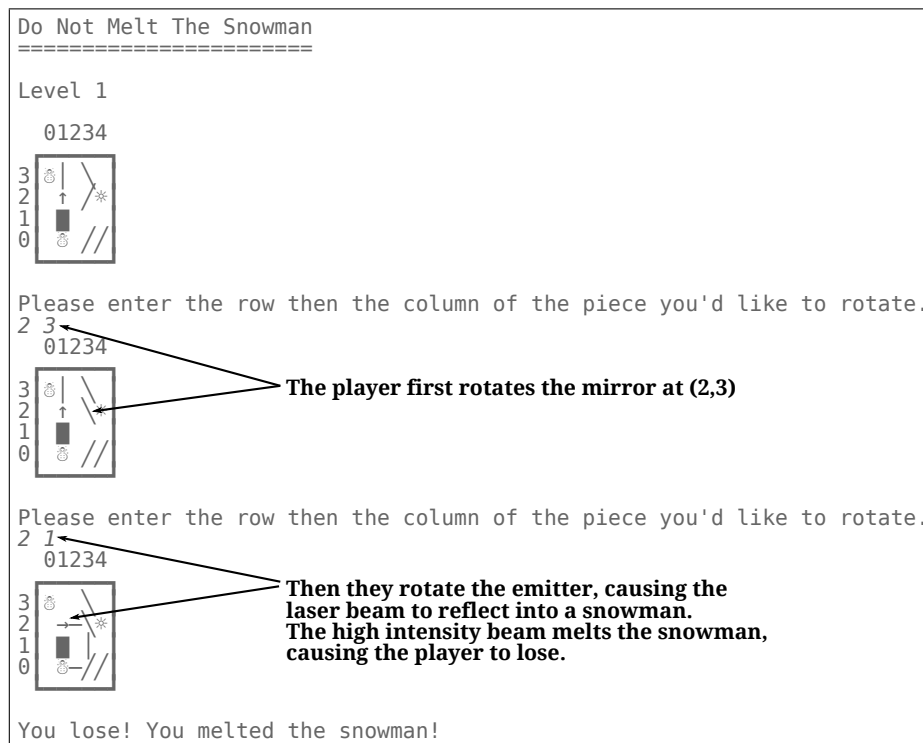 Do Not Melt The Snowman
=======================
Level 1
01234
3 ☃| \
2  ↑ /☼
1  █
0  ☃ //
Please enter the row then the column of the piece you'd like to rotate.
2 3
01234
The player first rotates the mirror at (2,3)
3 ☃| \
2  ↑ \☼
1  █
0  ☃ //
Please enter the row then the column of the piece you'd like to rotate.
2 1
01234
Then they rotate the emitter, causing the
laser beam to reflect into a snowman.
The high intensity beam melts the snowman,
causing the player to lose.
3 ☃  \
2  →—\☼
1  █ |
0  ☃—//
You lose! You melted the snowman!